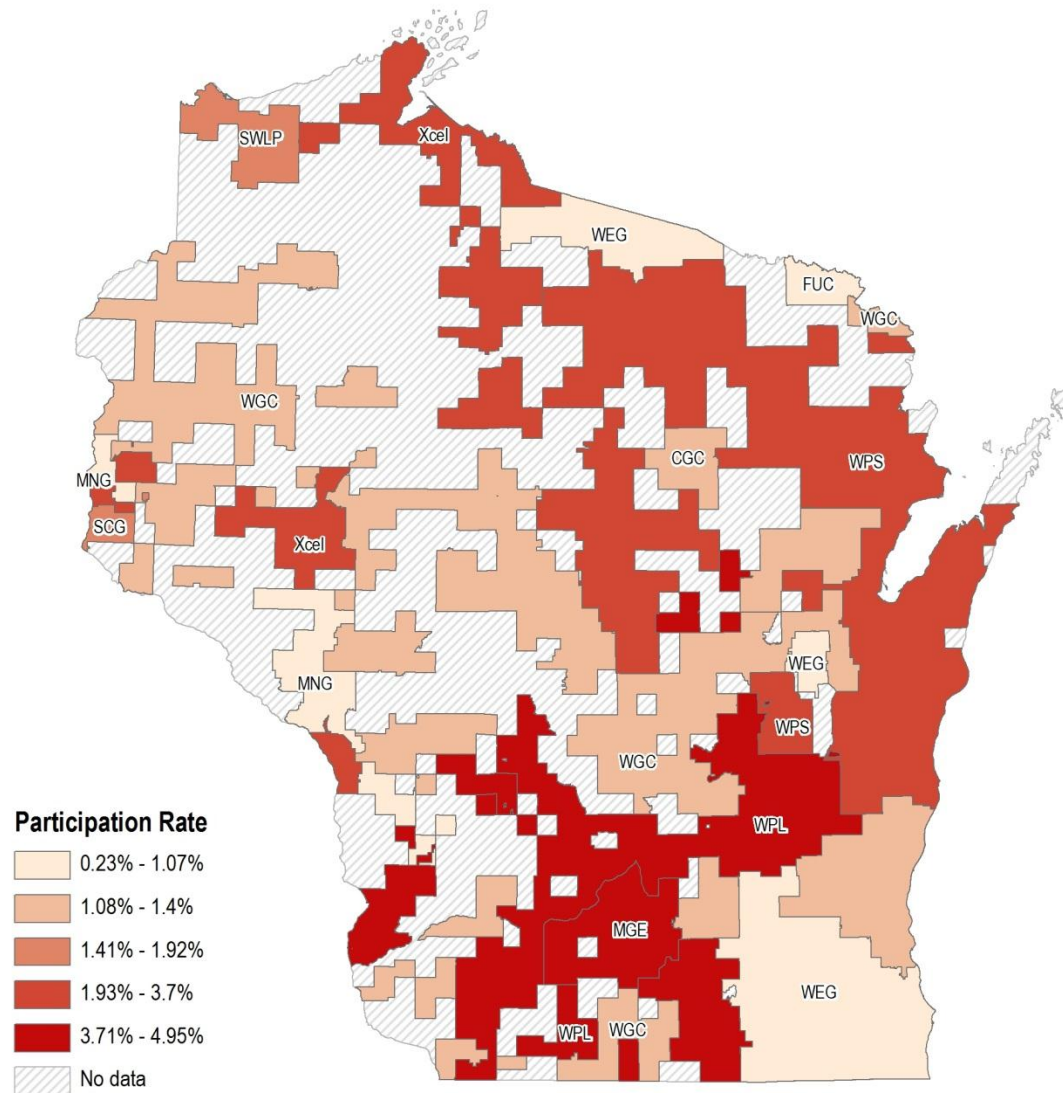 SWLP
Xcel
WEG
FUC
WGC
WGC
CGC
WPS
MNG
SCG
Xcel
WEG
MNG
WPS
WGC
WPL
Participation Rate
0.23% - 1.07%
1.08% - 1.4%
1.41% - 1.92%
1.93% - 3.7%
3.71% - 4.95%
No data
MGE
WEG
WPL
WGC